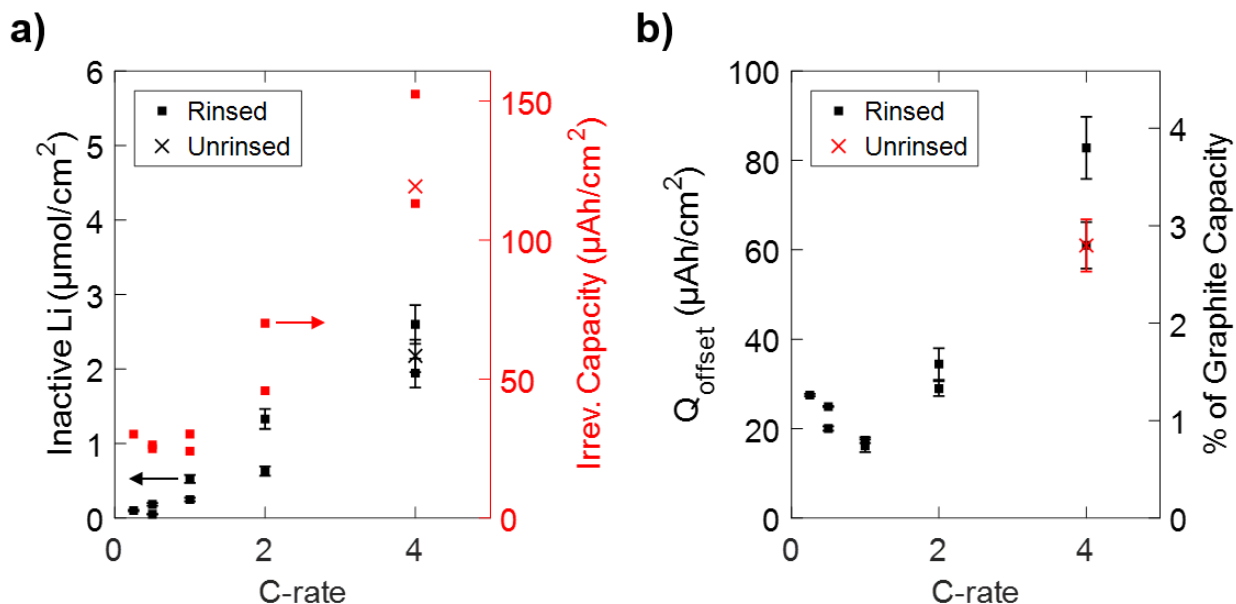 a)
6
5
4
3
2
1
0
Inactive Li (µmol/cm²)
Rinsed
Unrinsed
150
100
50
0
Irrev. Capacity (µAh/cm²)
0
2
4
C-rate
b)
100
80
60
40
20
0
Q_offset (µAh/cm²)
Rinsed
Unrinsed
4
3
2
1
0
% of Graphite Capacity
0
2
4
C-rate